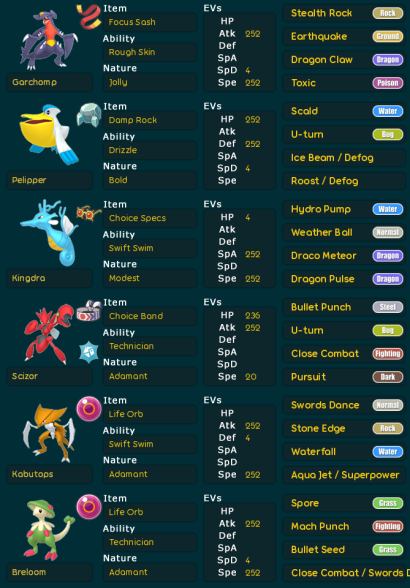 Item
Focus Sash
Ability
Rough Skin
Nature
Jolly
Garchomp
EVs
HP
Atk 252
Def
SpA
SpD 4
Spe 252
Stealth Rock Rock
Earthquake Ground
Dragon Claw Dragon
Toxic Poison
Item
Damp Rock
Ability
Drizzle
Nature
Bold
Pelipper
EVs
HP 252
Atk
Def 252
SpA
SpD 4
Spe
Scald Water
U-turn Bug
Ice Beam / Defog
Roost / Defog
Item
Choice Specs
Ability
Swift Swim
Nature
Modest
Kingdra
EVs
HP 4
Atk
Def
SpA 252
SpD
Spe 252
Hydro Pump Water
Weather Ball Normal
Draco Meteor Dragon
Dragon Pulse Dragon
Item
Choice Band
Ability
Technician
Nature
Adamant
Scizor
EVs
HP 236
Atk 252
Def
SpA
SpD
Spe 20
Bullet Punch Steel
U-turn Bug
Close Combat Fighting
Pursuit Dark
Item
Life Orb
Ability
Swift Swim
Nature
Adamant
Kabutops
EVs
HP
Atk 252
Def 4
SpA
SpD
Spe 252
Swords Dance Normal
Stone Edge Rock
Waterfall Water
Aqua Jet / Superpower
Item
Life Orb
Ability
Technician
Nature
Adamant
Breloom
EVs
HP
Atk 252
Def
SpA
SpD 4
Spe 252
Spore Grass
Mach Punch Fighting
Bullet Seed Grass
Close Combat / Swords D